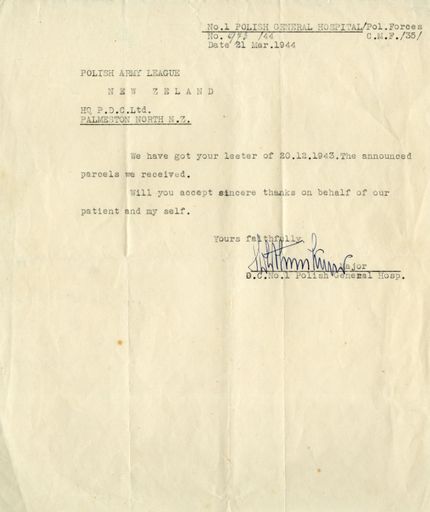 No.1 POLISH GENERAL HOSPITAL/Pol.Forces
No. /44 C.M.F./35/
Date 21 Mar.1944
POLISH ARMY LEAGUE
N E W Z E L A N D
HQ P.D.C.Ltd.
PALMESTON NORTH N.Z.
We have got your leeter of 20.12.1943.The announced
parcels we received.
Will you accept sincere thanks on behalf of our
patient and my self.
Yours faithfully
Major
O.C.No.1 Polish General Hosp.